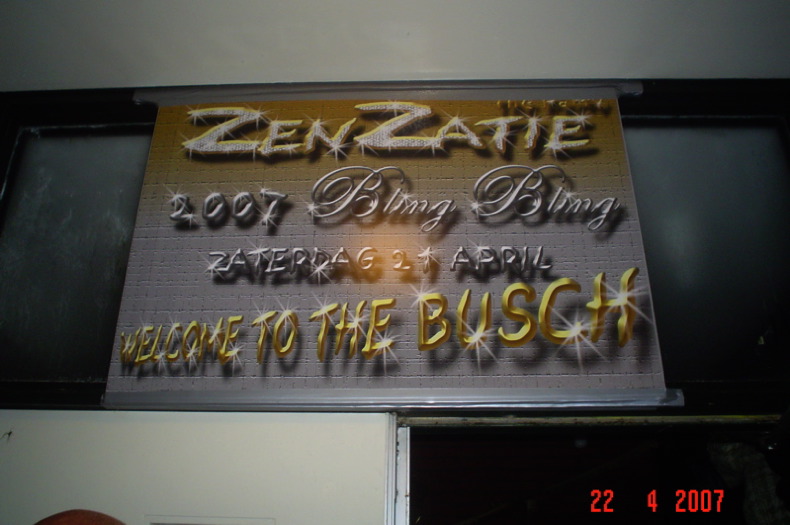 ZENZATIE
2007 Bling Bling
ZATERDAG 21 APRIL
WELCOME TO THE BUSCH
22 4 2007